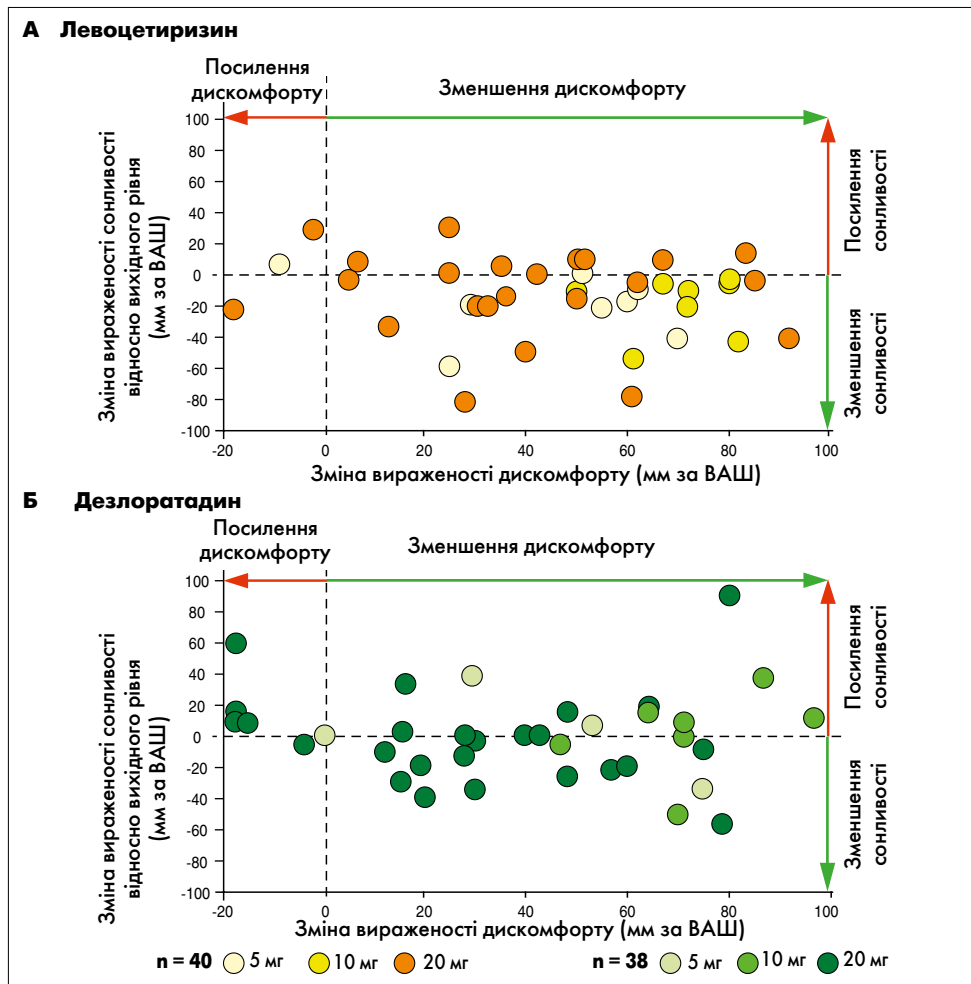 А Левоцетиризин
Посилення
дискомфорту
Зменшення дискомфорту
Зміна вираженості сонливості
відносно вихідного рівня
(мм за ВАШ)
100
80
60
40
20
0
-20
-40
-60
-80
-100
-20 0 20 40 60 80 100
Зміна вираженості дискомфорту (мм за ВАШ)
Посилення
сонливості
Зменшення
сонливості
Б Дезлоратадин
Посилення
дискомфорту
Зменшення дискомфорту
Зміна вираженості сонливості
відносно вихідного рівня
(мм за ВАШ)
100
80
60
40
20
0
-20
-40
-60
-80
-100
-20 0 20 40 60 80 100
Зміна вираженості дискомфорту (мм за ВАШ)
Посилення
сонливості
Зменшення
сонливості
n = 40 5 мг 10 мг 20 мг n = 38 5 мг 10 мг 20 мг